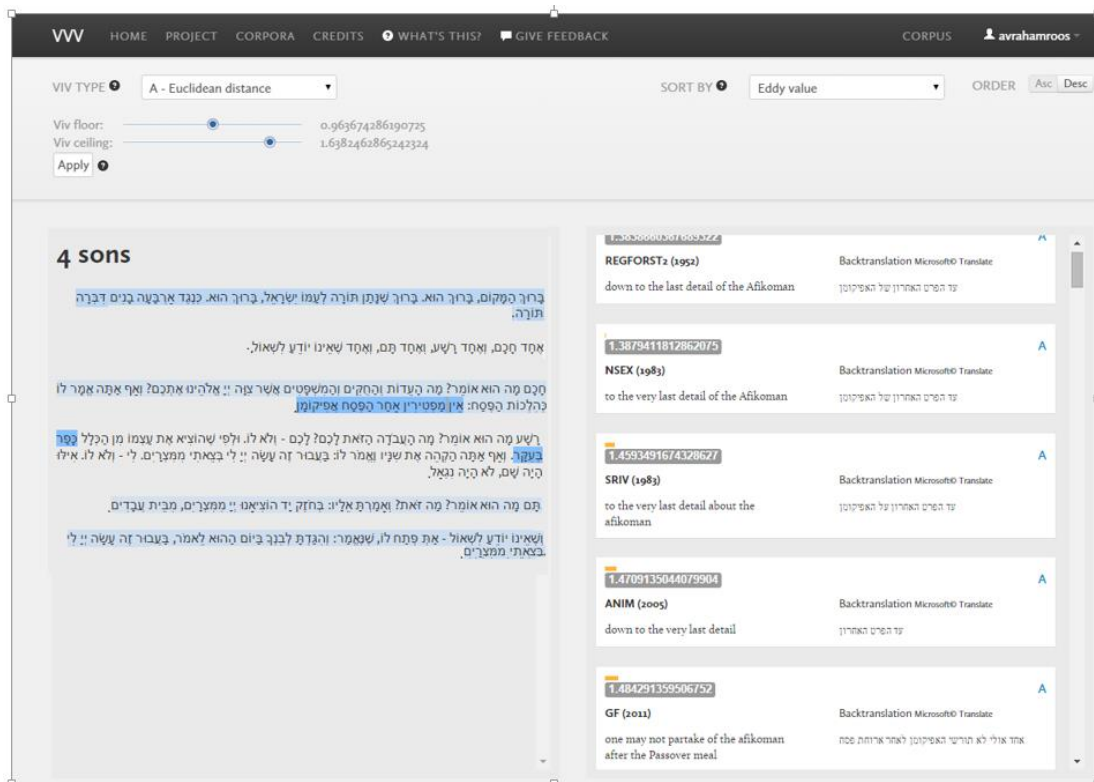 VVV HOME PROJECT CORPORA CREDITS ? WHAT'S THIS? GIVE FEEDBACK CORPUS avrahamroos
VIV TYPE ? A - Euclidean distance SORT BY ? Eddy value ORDER Asc Desc
Viv floor: 0.963674286190725
Viv ceiling: 1.6382462865242324
Apply ?
4 sons
בָּרוּךְ הַמָּקוֹם, בָּרוּךְ הוּא. בָּרוּךְ שֶׁנָּתַן תּוֹרָה לְעַמּוֹ יִשְׂרָאֵל, בָּרוּךְ הוּא. כְּנֶגֶד אַרְבָּעָה בָנִים דִּבְּרָה
תּוֹרָה.
אֶחָד חָכָם, וְאֶחָד רָשָׁע, וְאֶחָד תָּם, וְאֶחָד שֶׁאֵינוֹ יוֹדֵעַ לִשְׁאוֹל.
חָכָם מָה הוּא אוֹמֵר? מָה הָעֵדוֹת וְהַחֻקִּים וְהַמִּשְׁפָּטִים אֲשֶׁר צִוָּה יְיָ אֱלֹהֵינוּ אֶתְכֶם? וְאַף אַתָּה אֱמָר לוֹ
כְּהִלְכוֹת הַפֶּסַח: אֵין מַפְטִירִין אַחַר הַפֶּסַח אֲפִיקוֹמָן
רָשָׁע מָה הוּא אוֹמֵר? מָה הָעֲבֹדָה הַזֹּאת לָכֶם? לָכֶם - וְלֹא לוֹ. וּלְפִי שֶׁהוֹצִיא אֶת עַצְמוֹ מִן הַכְּלָל כָּפַר
בְּעִקָּר. וְאַף אַתָּה הַקְהֵה אֶת שִׁנָּיו וֶאֱמֹר לוֹ: בַּעֲבוּר זֶה עָשָׂה יְיָ לִי בְּצֵאתִי מִמִּצְרָיִם. לִי - וְלֹא לוֹ. אִילּוּ
הָיָה שָׁם, לֹא הָיָה נִגְאָל.
תָּם מָה הוּא אוֹמֵר? מָה זֹּאת? וְאָמַרְתָּ אֵלָיו: בְּחֹזֶק יָד הוֹצִיאָנוּ יְיָ מִמִּצְרַיִם, מִבֵּית עֲבָדִים.
וְשֶׁאֵינוֹ יוֹדֵעַ לִשְׁאוֹל - אַתְּ פְּתַח לוֹ, שֶׁנֶּאֱמַר: וְהִגַּדְתָּ לְבִנְךָ בַּיּוֹם הַהוּא לֵאמֹר, בַּעֲבוּר זֶה עָשָׂה יְיָ לִי
בְּצֵאתִי מִמִּצְרָיִם.
A
REGFORST2 (1952) Backtranslation Microsoft© Translate
down to the last detail of the Afikoman עד הפרט האחרון של האפיקומן
1.3879411812862075 A
NSEX (1983) Backtranslation Microsoft© Translate
to the very last detail of the Afikoman עד הפרט האחרון של האפיקומן
1.4593491674328627 A
SRIV (1983) Backtranslation Microsoft© Translate
to the very last detail about the עד הפרט האחרון על האפיקומן
afikoman
1.4709135044079904 A
ANIM (2005) Backtranslation Microsoft© Translate
down to the very last detail עד הפרט האחרון
1.484291359506752 A
GF (2011) Backtranslation Microsoft© Translate
one may not partake of the afikoman אחד אולי לא תורשי האפיקומן לאחר ארוחת פסח
after the Passover meal